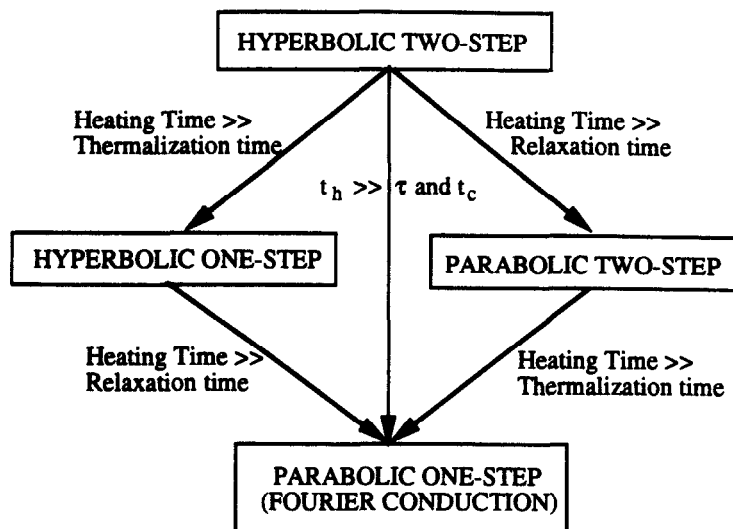 HYPERBOLIC TWO-STEP
Heating Time >>
Thermalization time
Heating Time >>
Relaxation time
t_h >> τ and t_c
HYPERBOLIC ONE-STEP
PARABOLIC TWO-STEP
Heating Time >>
Relaxation time
Heating Time >>
Thermalization time
PARABOLIC ONE-STEP
(FOURIER CONDUCTION)